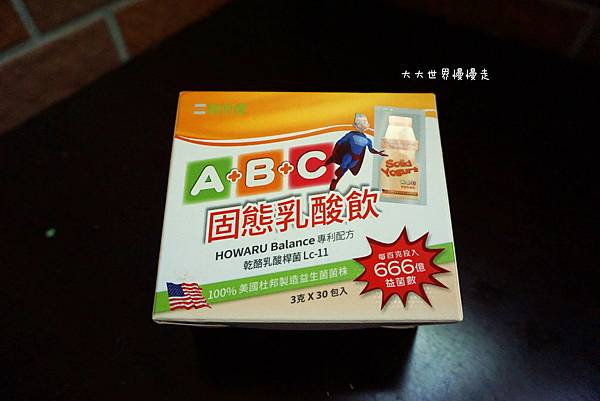 大大世界慢慢走
A+B+C
Solid
Yogurt
固態乳酸飲
HOWARU Balance 專利配方
乾酪乳酸桿菌 Lc-11
100% 美國杜邦製造益生菌菌株
3克 X 30 包入
每百克投入
666億
益菌數